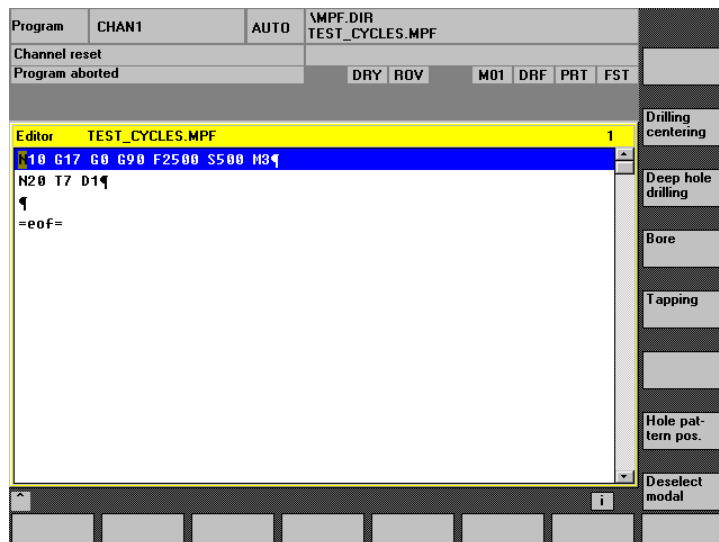 Program CHAN1 AUTO \MPF.DIR
TEST_CYCLES.MPF
Channel reset
Program aborted DRY ROV M01 DRF PRT FST
Editor TEST_CYCLES.MPF 1
N10 G17 G0 G90 F2500 S500 M3¶
N20 T7 D1¶
¶
=eof=
Drilling
centering
Deep hole
drilling
Bore
Tapping
Hole pat-
tern pos.
Deselect
modal
^ i